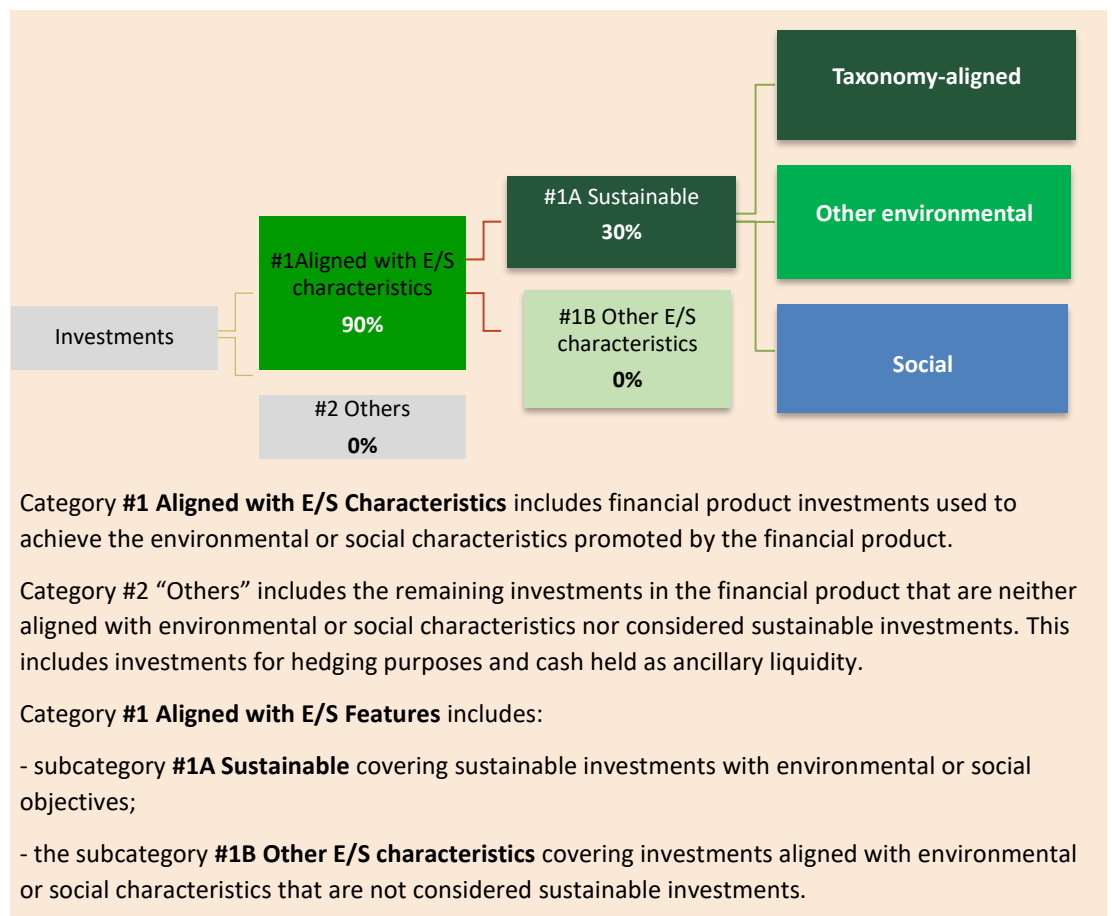 Taxonomy-aligned
#1A Sustainable
30%
Other environmental
#1Aligned with E/S
characteristics
90%
Investments
#1B Other E/S
characteristics
0%
Social
#2 Others
0%
Category #1 Aligned with E/S Characteristics includes financial product investments used to
achieve the environmental or social characteristics promoted by the financial product.
Category #2 “Others” includes the remaining investments in the financial product that are neither
aligned with environmental or social characteristics nor considered sustainable investments. This
includes investments for hedging purposes and cash held as ancillary liquidity.
Category #1 Aligned with E/S Features includes:
- subcategory #1A Sustainable covering sustainable investments with environmental or social
objectives;
- the subcategory #1B Other E/S characteristics covering investments aligned with environmental
or social characteristics that are not considered sustainable investments.